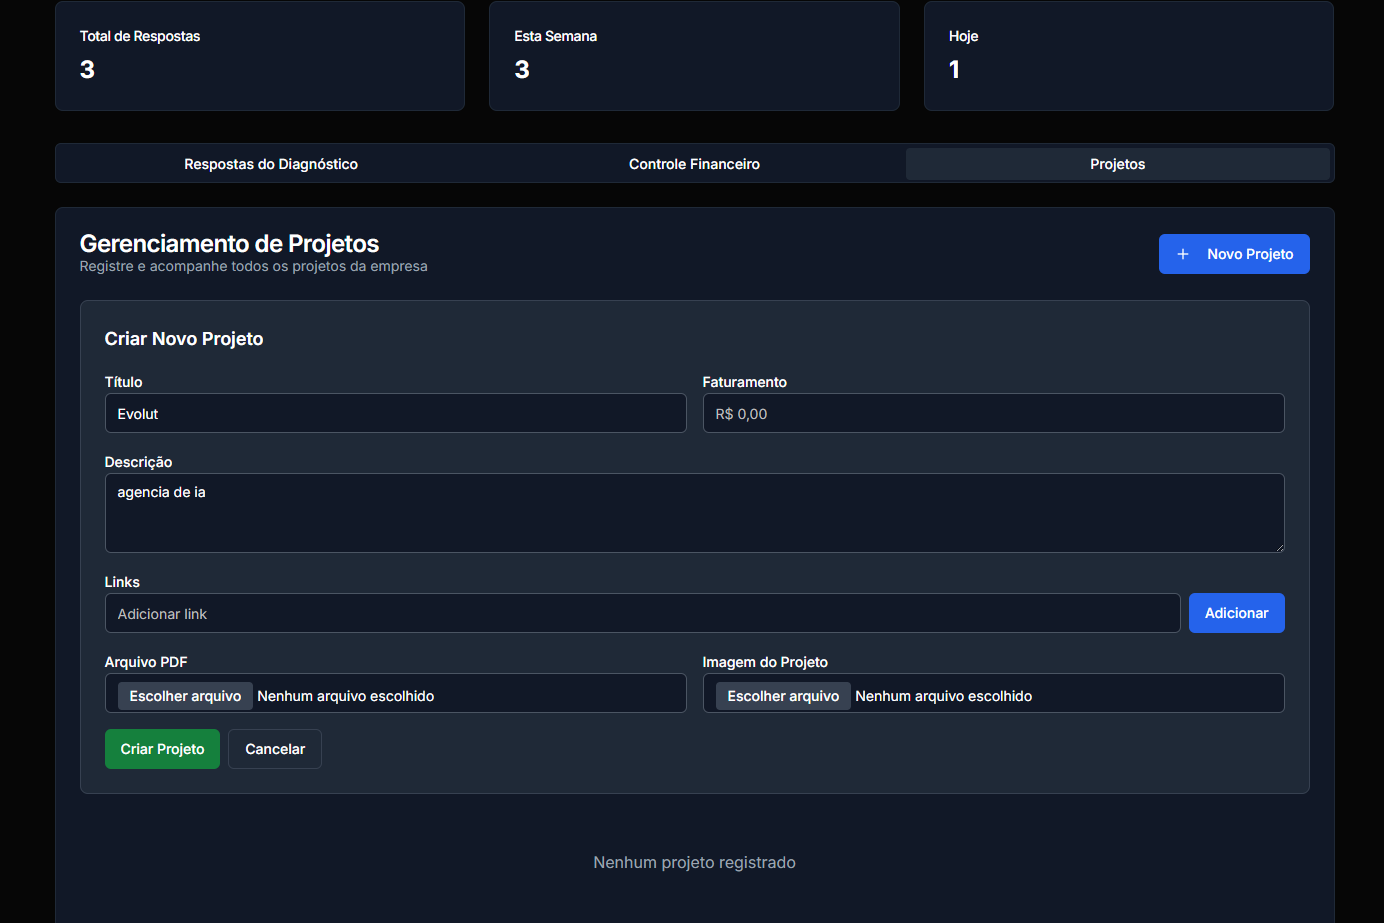 Total de Respostas
3
Esta Semana
3
Hoje
1
Respostas do Diagnóstico
Controle Financeiro
Projetos
Gerenciamento de Projetos
Registre e acompanhe todos os projetos da empresa
+ Novo Projeto
Criar Novo Projeto
Título
Faturamento
Evolut
R$ 0,00
Descrição
agencia de ia
Links
Adicionar link
Adicionar
Arquivo PDF
Imagem do Projeto
Escolher arquivo Nenhum arquivo escolhido
Escolher arquivo Nenhum arquivo escolhido
Criar Projeto
Cancelar
Nenhum projeto registrado